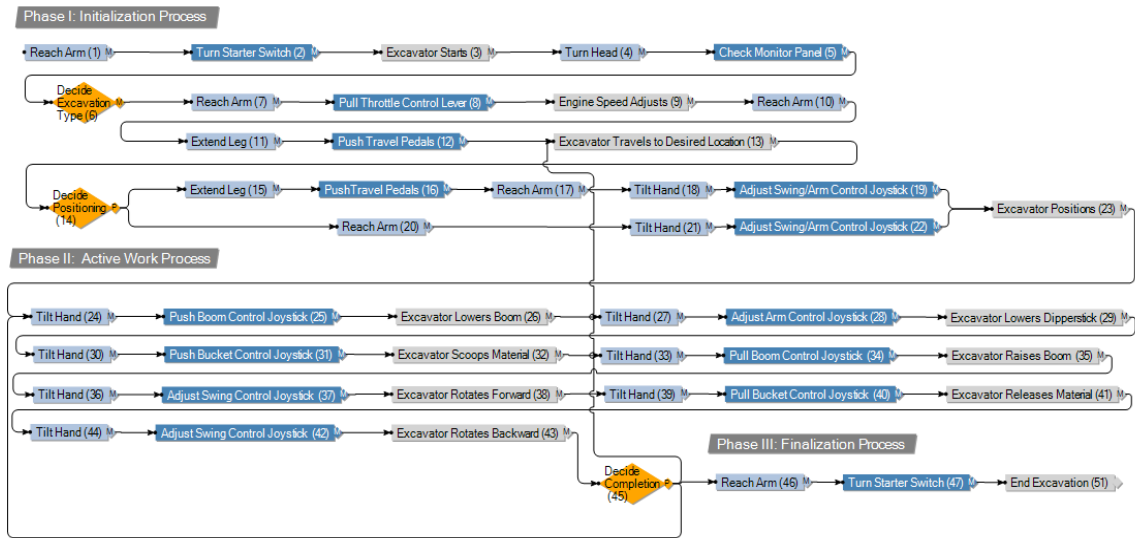 Phase I: Initialization Process
Reach Arm (1) M
Turn Starter Switch (2) M
Excavator Starts (3) M
Turn Head (4) M
Check Monitor Panel (5) M
Decide
Excavation
Type (6) M
Reach Arm (7) M
Pull Throttle Control Lever (8) M
Engine Speed Adjusts (9) M
Reach Arm (10) M
Extend Leg (11) M
Push Travel Pedals (12) M
Excavator Travels to Desired Location (13) M
Decide
Positioning P
(14)
Extend Leg (15) M
PushTravel Pedals (16) M
Reach Arm (17) M
Tilt Hand (18) M
Adjust Swing/Arm Control Joystick (19) M
Reach Arm (20) M
Tilt Hand (21) M
Adjust Swing/Arm Control Joystick (22) M
Excavator Positions (23) M
Phase II: Active Work Process
Tilt Hand (24) M
Push Boom Control Joystick (25) M
Excavator Lowers Boom (26) M
Tilt Hand (27) M
Adjust Arm Control Joystick (28) M
Excavator Lowers Dipperstick (29) M
Tilt Hand (30) M
Push Bucket Control Joystick (31) M
Excavator Scoops Material (32) M
Tilt Hand (33) M
Pull Boom Control Joystick (34) M
Excavator Raises Boom (35) M
Tilt Hand (36) M
Adjust Swing Control Joystick (37) M
Excavator Rotates Forward (38) M
Tilt Hand (39) M
Pull Bucket Control Joystick (40) M
Excavator Releases Material (41) M
Tilt Hand (44) M
Adjust Swing Control Joystick (42) M
Excavator Rotates Backward (43) M
Decide
Completion P
(45)
Phase III: Finalization Process
Reach Arm (46) M
Turn Starter Switch (47) M
End Excavation (51)